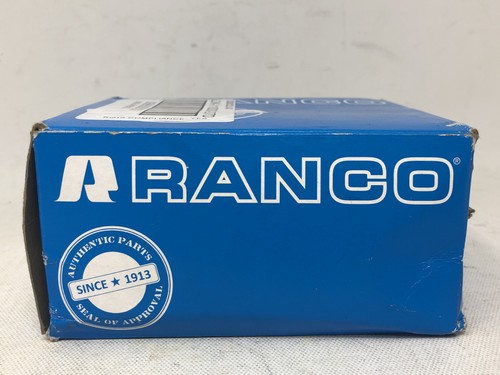 RANCO®
AUTHENTIC PARTS
SINCE ★ 1913
SEAL OF APPROVAL